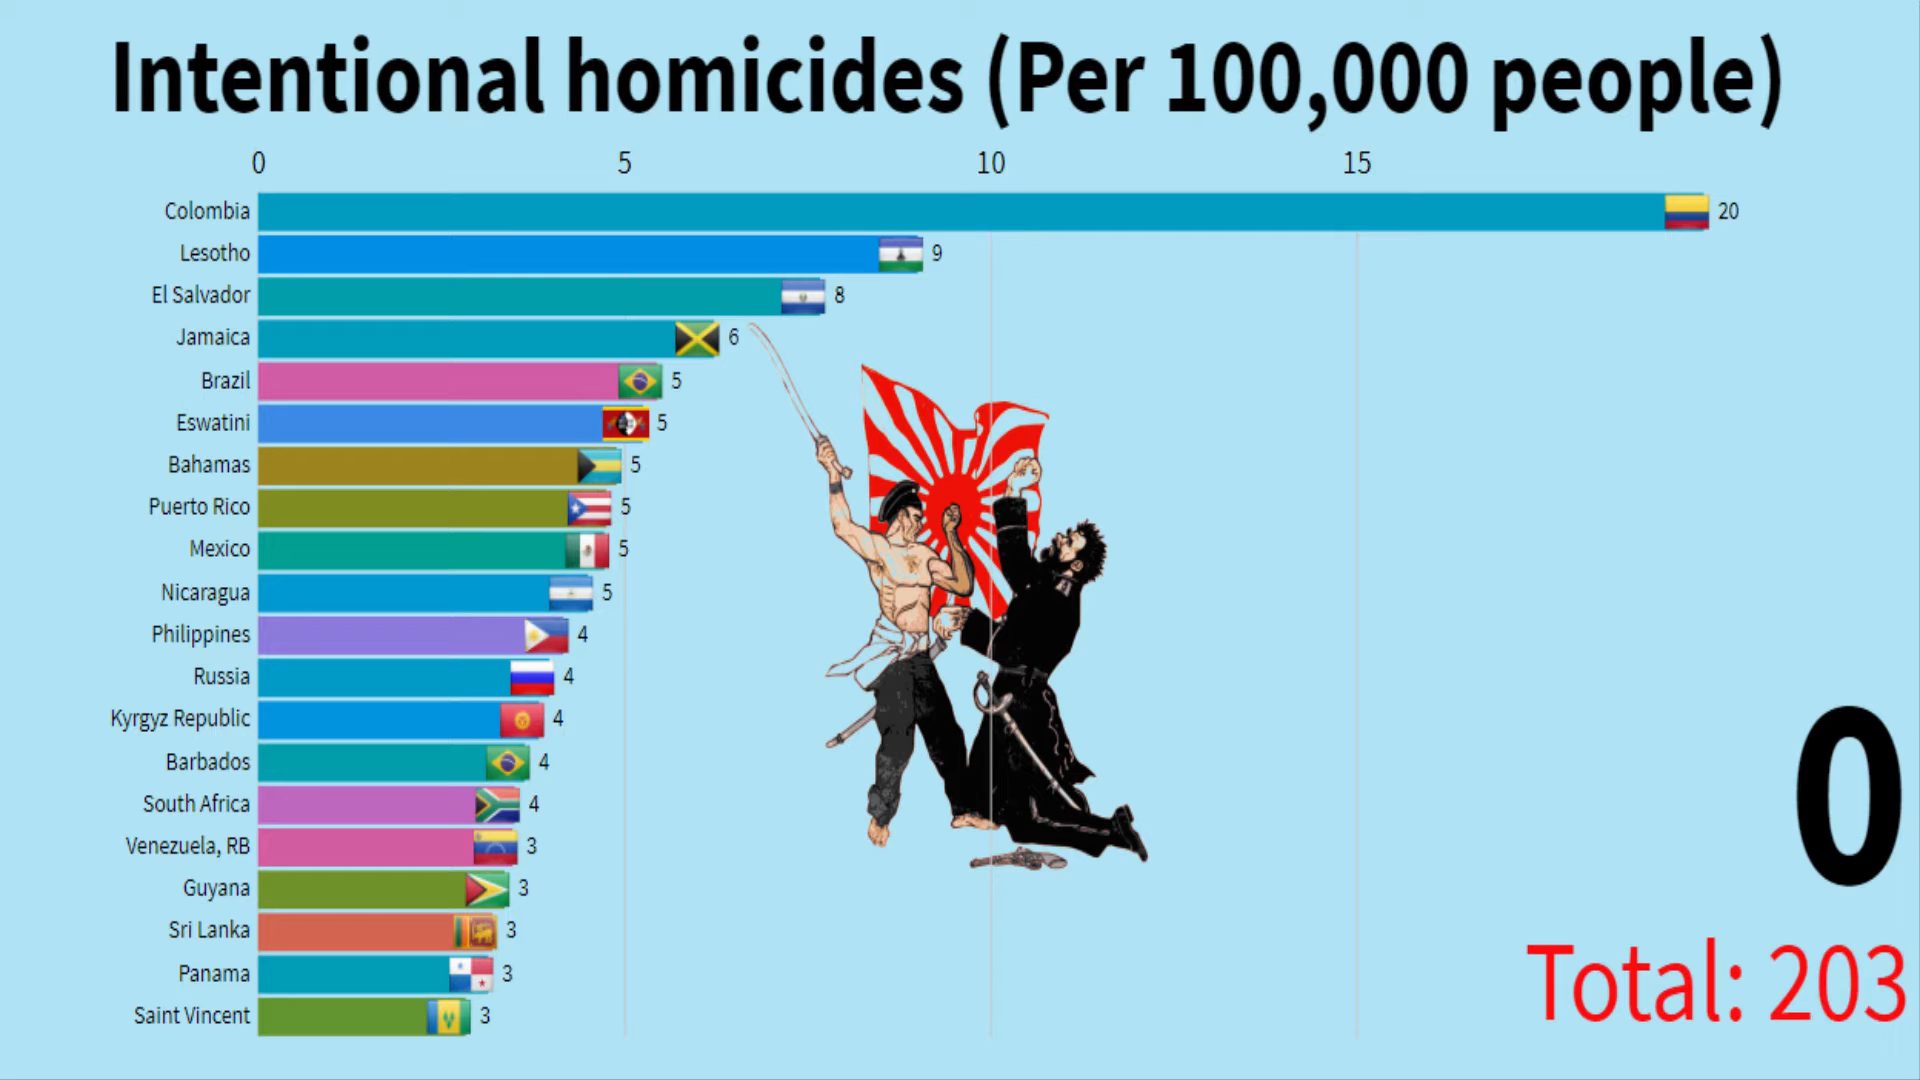 Intentional homicides (Per 100,000 people)
0 5 10 15
Colombia 20
Lesotho 9
El Salvador 8
Jamaica 6
Brazil 5
Eswatini 5
Bahamas 5
Puerto Rico 5
Mexico 5
Nicaragua 5
Philippines 4
Russia 4
Kyrgyz Republic 4
Barbados 4
South Africa 4
Venezuela, RB 3
Guyana 3
Sri Lanka 3
Panama 3
Saint Vincent 3
0
Total: 203